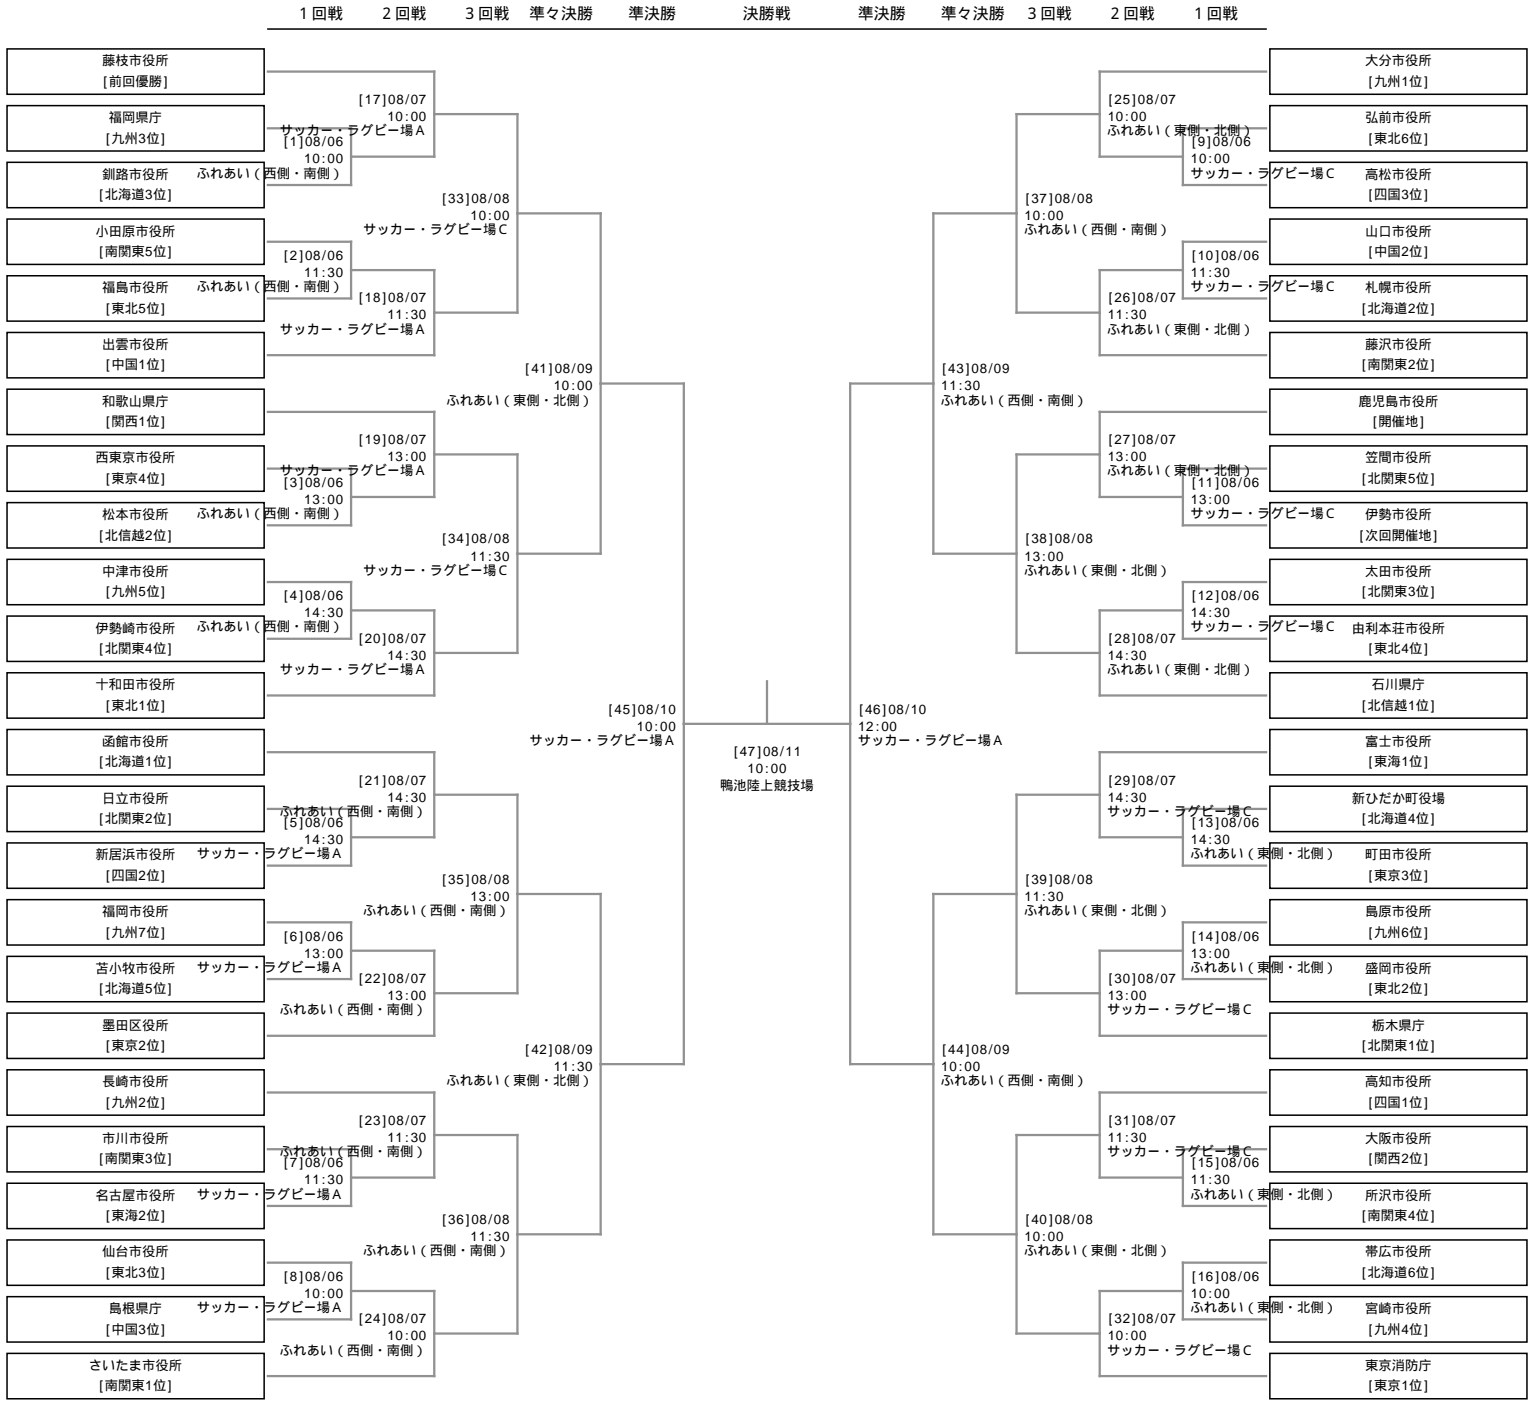 1回戦 2回戦 3回戦 準々決勝 準決勝 決勝戦 準決勝 準々決勝 3回戦 2回戦 1回戦
藤枝市役所
[前回優勝]
福岡県庁
[九州3位]
釧路市役所
[北海道3位]
小田原市役所
[南関東5位]
福島市役所
[東北5位]
出雲市役所
[中国1位]
和歌山県庁
[関西1位]
西東京市役所
[東京4位]
松本市役所
[北信越2位]
中津市役所
[九州5位]
伊勢崎市役所
[北関東4位]
十和田市役所
[東北1位]
函館市役所
[北海道1位]
日立市役所
[北関東2位]
新居浜市役所
[四国2位]
福岡市役所
[九州7位]
苫小牧市役所
[北海道5位]
墨田区役所
[東京2位]
長崎市役所
[九州2位]
市川市役所
[南関東3位]
名古屋市役所
[東海2位]
仙台市役所
[東北3位]
島根県庁
[中国3位]
さいたま市役所
[南関東1位]
[1]08/06
10:00
ふれあい(西側・南側)
[2]08/06
11:30
ふれあい(西側・南側)
[3]08/06
13:00
ふれあい(西側・南側)
[4]08/06
14:30
ふれあい(西側・南側)
[5]08/06
14:30
サッカー・ラグビー場A
[6]08/06
13:00
サッカー・ラグビー場A
[7]08/06
11:30
サッカー・ラグビー場A
[8]08/06
10:00
サッカー・ラグビー場A
[17]08/07
10:00
サッカー・ラグビー場A
[18]08/07
11:30
サッカー・ラグビー場A
[19]08/07
13:00
サッカー・ラグビー場A
[20]08/07
14:30
サッカー・ラグビー場A
[21]08/07
14:30
ふれあい(西側・南側)
[22]08/07
13:00
ふれあい(西側・南側)
[23]08/07
11:30
ふれあい(西側・南側)
[24]08/07
10:00
ふれあい(西側・南側)
[33]08/08
10:00
サッカー・ラグビー場C
[34]08/08
11:30
サッカー・ラグビー場C
[35]08/08
13:00
ふれあい(西側・南側)
[36]08/08
11:30
ふれあい(西側・南側)
[41]08/09
10:00
ふれあい(東側・北側)
[42]08/09
11:30
ふれあい(東側・北側)
[45]08/10
10:00
サッカー・ラグビー場A
[47]08/11
10:00
鴨池陸上競技場
[46]08/10
12:00
サッカー・ラグビー場A
[43]08/09
11:30
ふれあい(西側・南側)
[44]08/09
10:00
ふれあい(西側・南側)
[37]08/08
10:00
ふれあい(西側・南側)
[38]08/08
13:00
ふれあい(東側・北側)
[39]08/08
11:30
ふれあい(東側・北側)
[40]08/08
10:00
ふれあい(東側・北側)
[25]08/07
10:00
ふれあい(東側・北側)
[26]08/07
11:30
ふれあい(東側・北側)
[27]08/07
13:00
ふれあい(東側・北側)
[28]08/07
14:30
ふれあい(東側・北側)
[29]08/07
14:30
サッカー・ラグビー場C
[30]08/07
13:00
サッカー・ラグビー場C
[31]08/07
11:30
サッカー・ラグビー場C
[32]08/07
10:00
サッカー・ラグビー場C
[9]08/06
10:00
サッカー・ラグビー場C
[10]08/06
11:30
サッカー・ラグビー場C
[11]08/06
13:00
サッカー・ラグビー場C
[12]08/06
14:30
サッカー・ラグビー場C
[13]08/06
14:30
ふれあい(東側・北側)
[14]08/06
13:00
ふれあい(東側・北側)
[15]08/06
11:30
ふれあい(東側・北側)
[16]08/06
10:00
ふれあい(東側・北側)
大分市役所
[九州1位]
弘前市役所
[東北6位]
高松市役所
[四国3位]
山口市役所
[中国2位]
札幌市役所
[北海道2位]
藤沢市役所
[南関東2位]
鹿児島市役所
[開催地]
笠間市役所
[北関東5位]
伊勢市役所
[次回開催地]
太田市役所
[北関東3位]
由利本荘市役所
[東北4位]
石川県庁
[北信越1位]
富士市役所
[東海1位]
新ひだか町役場
[北海道4位]
町田市役所
[東京3位]
島原市役所
[九州6位]
盛岡市役所
[東北2位]
栃木県庁
[北関東1位]
高知市役所
[四国1位]
大阪市役所
[関西2位]
所沢市役所
[南関東4位]
帯広市役所
[北海道6位]
宮崎市役所
[九州4位]
東京消防庁
[東京1位]